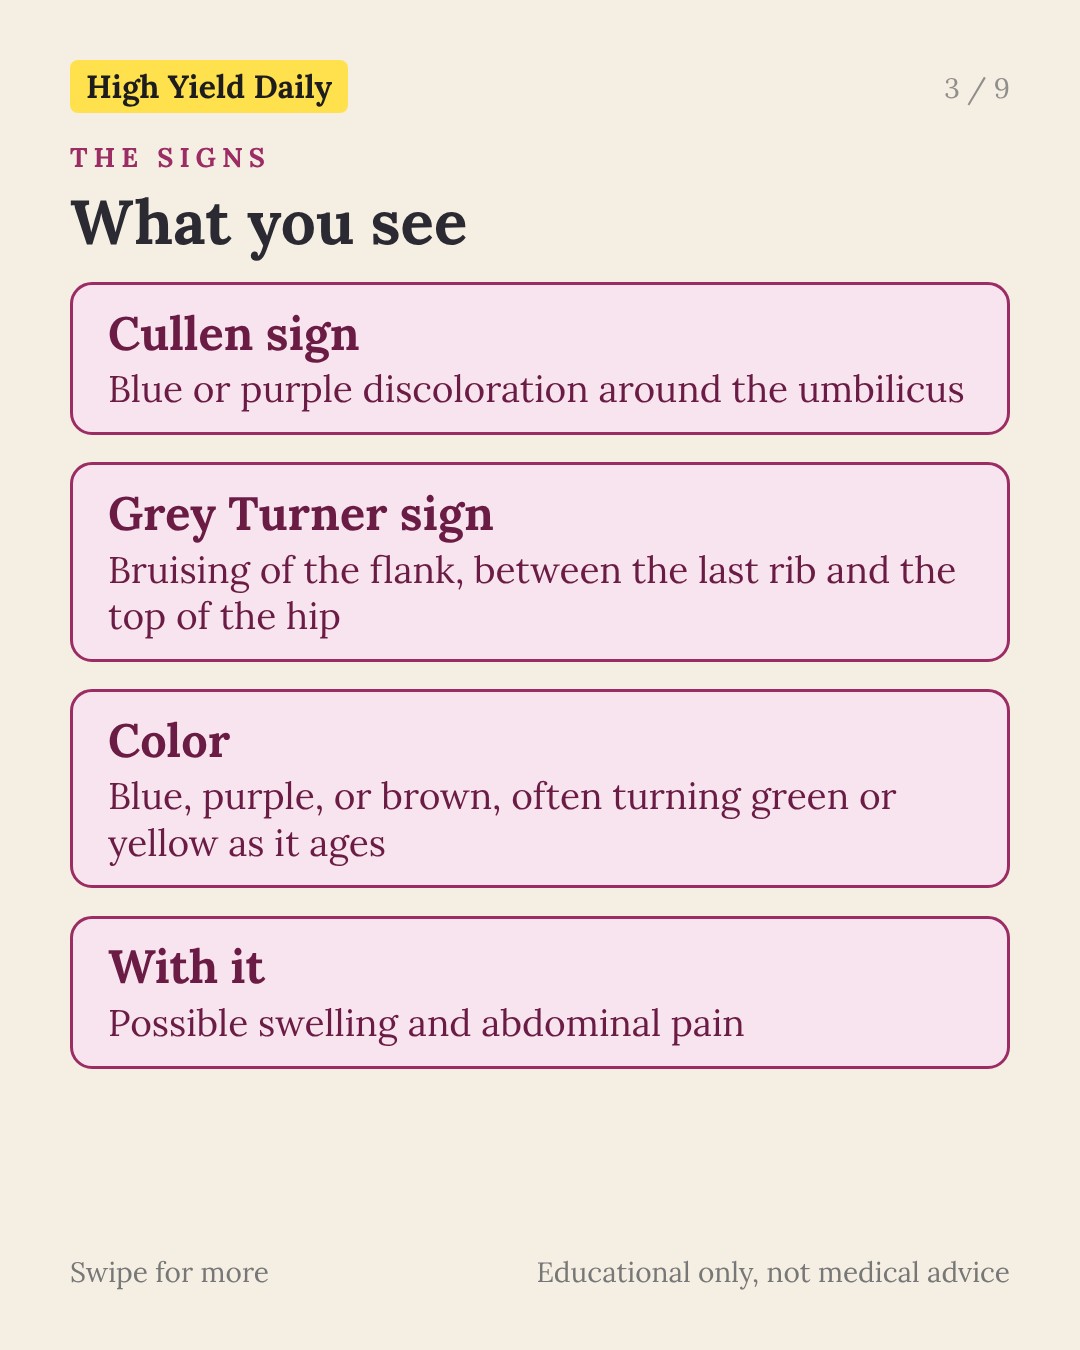 High Yield Daily
3 / 9
THE SIGNS
What you see
Cullen sign
Blue or purple discoloration around the umbilicus
Grey Turner sign
Bruising of the flank, between the last rib and the
top of the hip
Color
Blue, purple, or brown, often turning green or
yellow as it ages
With it
Possible swelling and abdominal pain
Swipe for more
Educational only, not medical advice